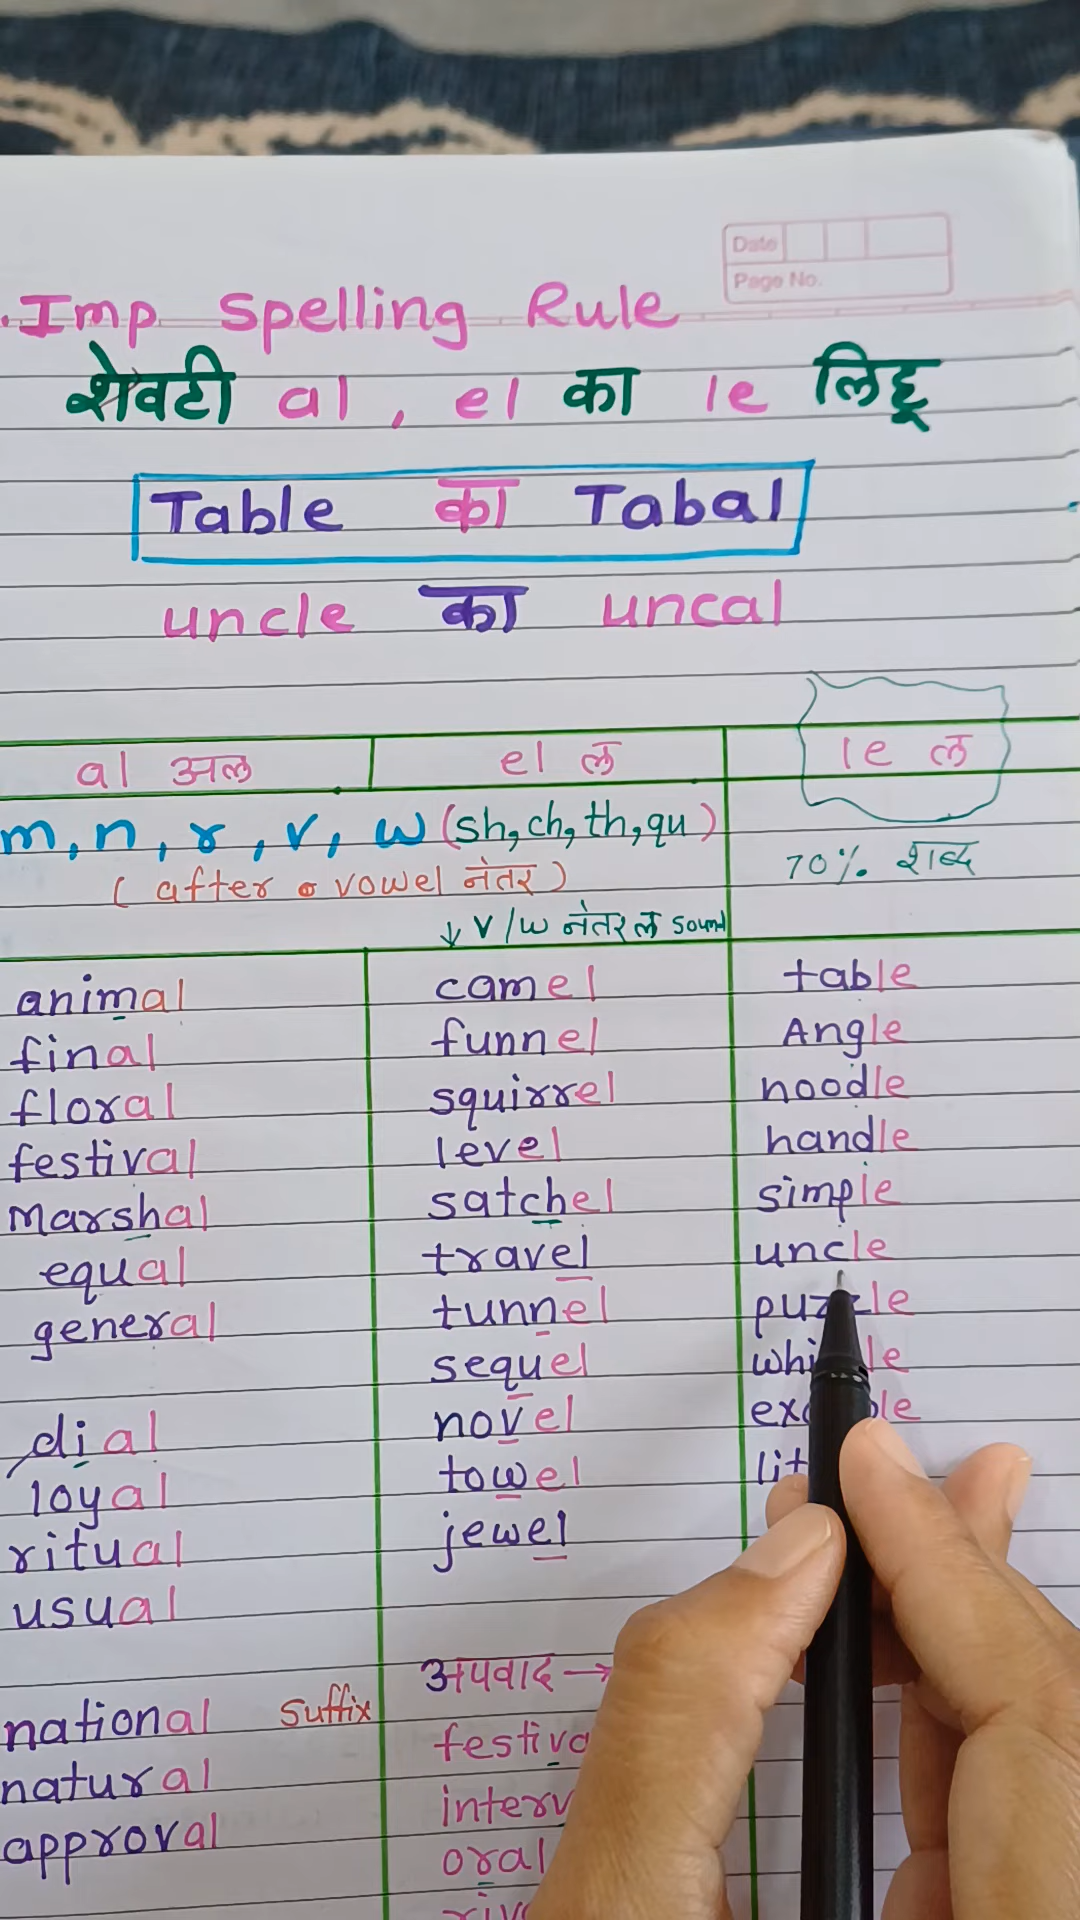 Date
Page No.
. Imp Spelling Rule
शेवटी al, el का le लिहू
Table का Tabal
uncle का uncal
al अल el ल le ल
m, n, r, v, w (sh, ch, th, qu)
70% शब्द
(after vowel नंतर)
↓ v/w नंतर ल sound
animal camel table
final funnel Angle
floral squirrel noodle
festival level handle
marshal satchel simple
equal travel uncle
general tunnel
sequel
dial novel
loyal towel
ritual jewel
usual
अपवाद →
national suffix
natural
approval
oral